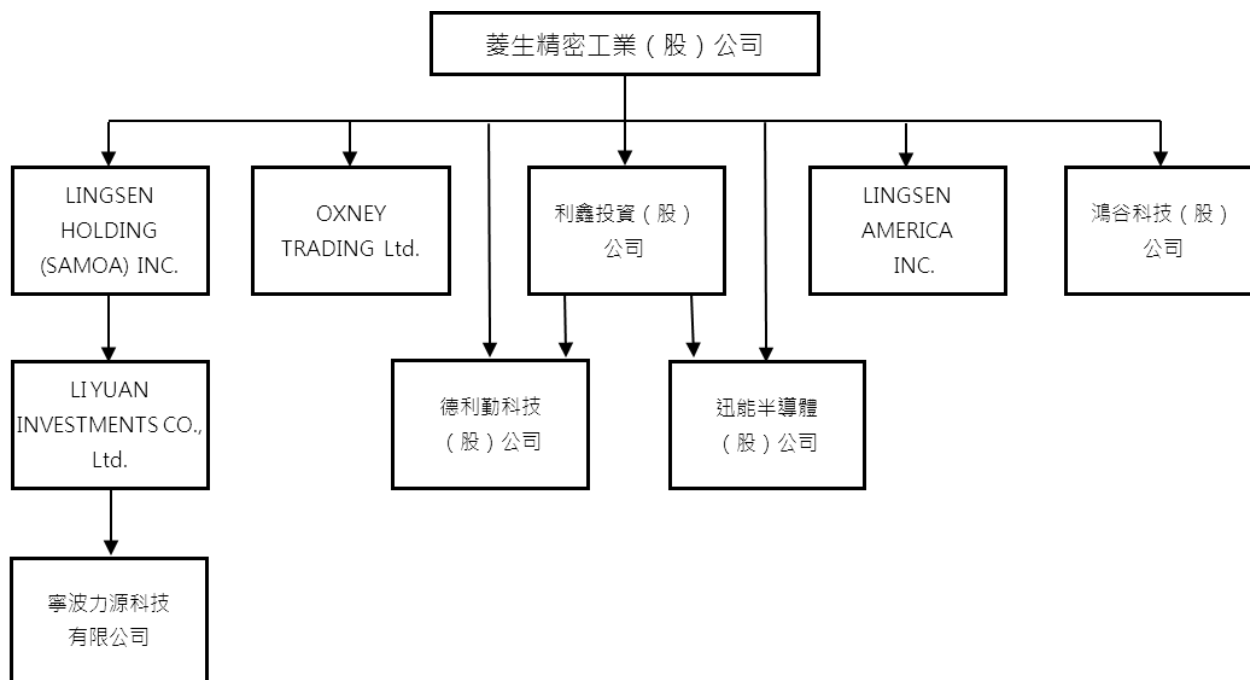 菱生精密工業（股）公司
LINGSEN
HOLDING
(SAMOA) INC.
OXNEY
TRADING Ltd.
利鑫投資（股）
公司
LINGSEN
AMERICA
INC.
鴻谷科技（股）
公司
LIYUAN
INVESTMENTS CO.,
Ltd.
德利勤科技
（股）公司
迅能半導體
（股）公司
寧波力源科技
有限公司